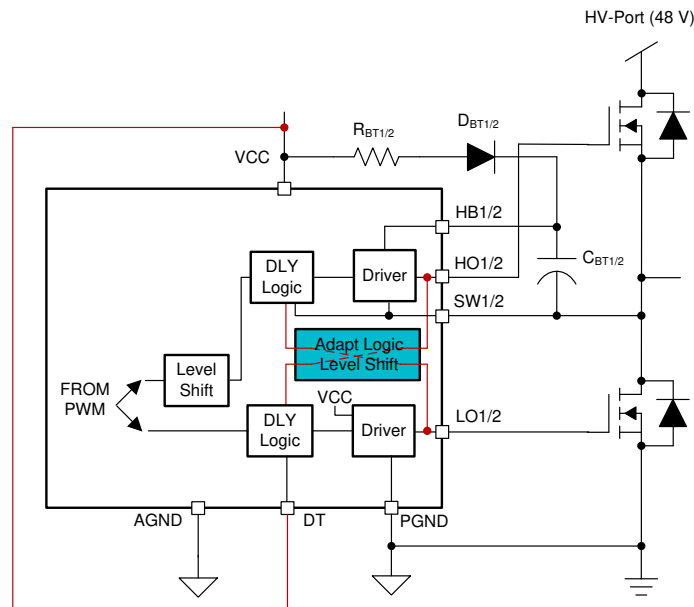 HV-Port (48 V)
RBT1/2
DBT1/2
VCC
HB1/2
DLY
Logic
Driver
HO1/2
CBT1/2
SW1/2
Adapt Logic
Level Shift
Level
Shift
FROM
PWM
VCC
DLY
Logic
Driver
LO1/2
AGND
DT
PGND